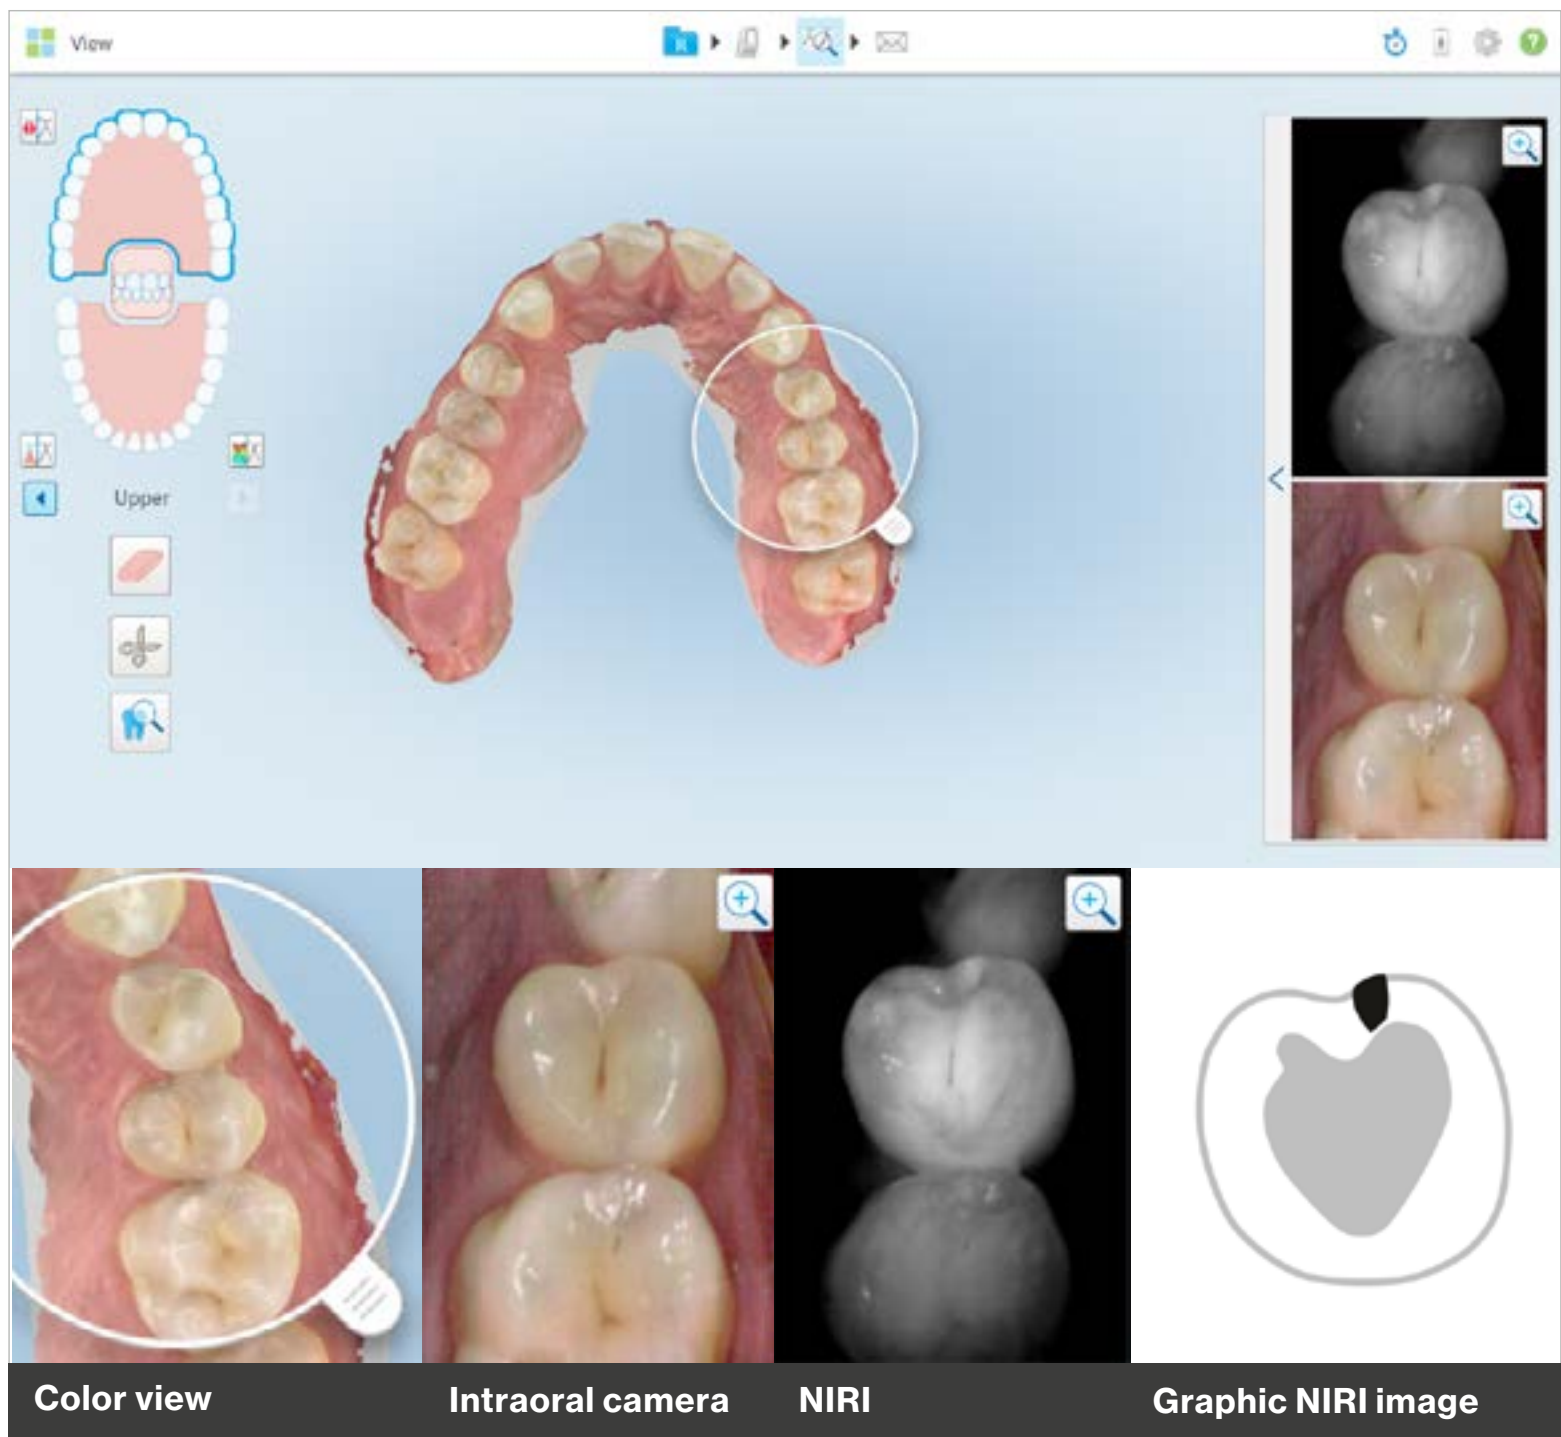 View
Upper
Color view
Intraoral camera
NIRI
Graphic NIRI image